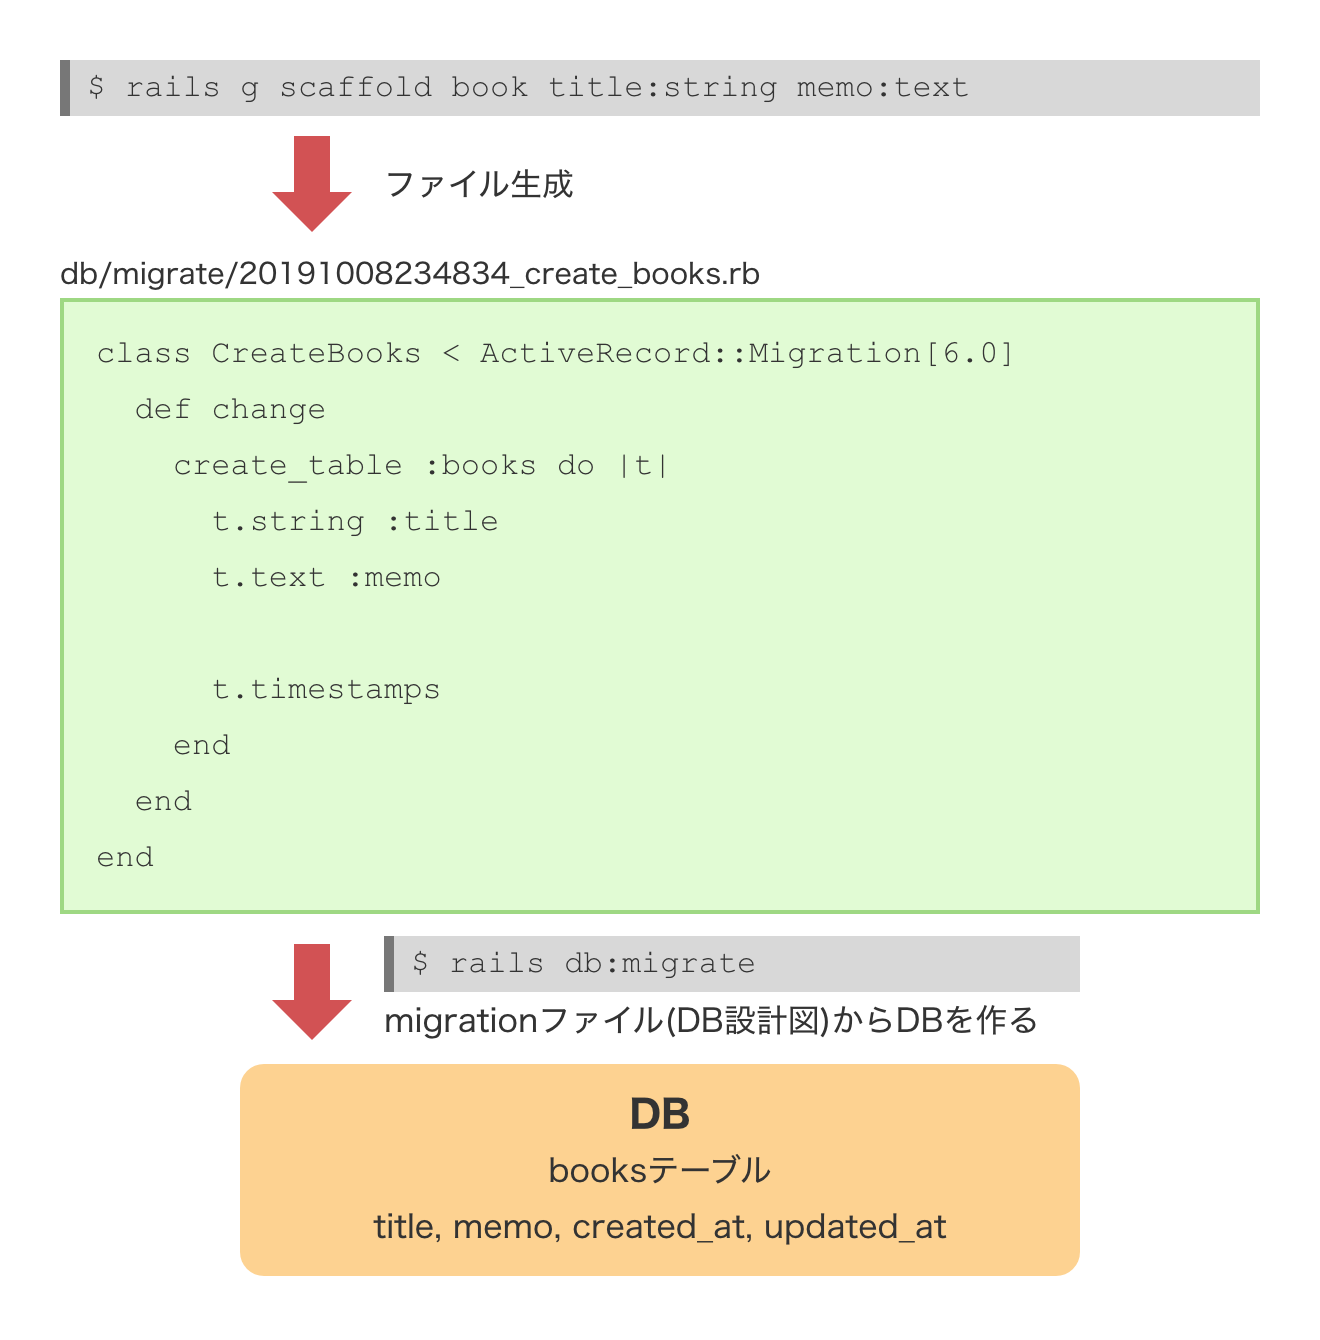 $ rails g scaffold book title:string memo:text
ファイル生成
db/migrate/20191008234834_create_books.rb
class CreateBooks < ActiveRecord::Migration[6.0]
  def change
    create_table :books do |t|
      t.string :title
      t.text :memo

      t.timestamps
    end
  end
end
$ rails db:migrate
migrationファイル(DB設計図)からDBを作る
DB
booksテーブル
title, memo, created_at, updated_at